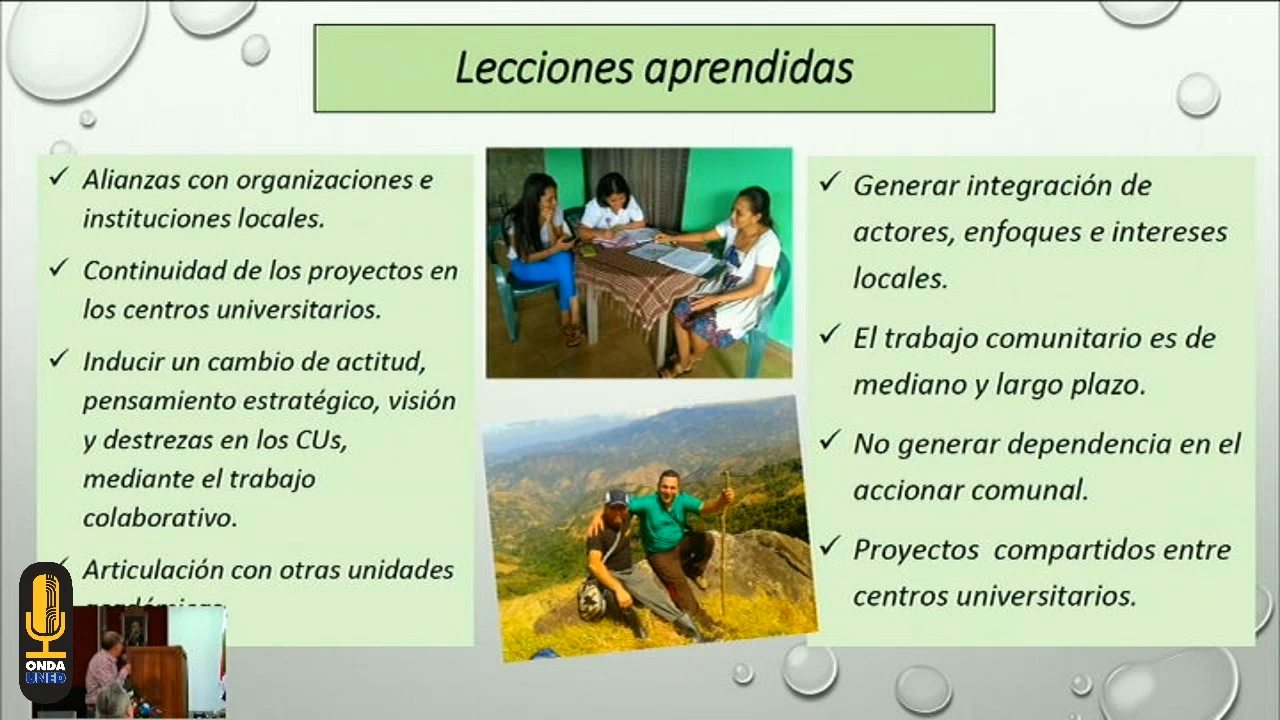 Lecciones aprendidas
✓ Alianzas con organizaciones e
instituciones locales.
✓ Continuidad de los proyectos en
los centros universitarios.
✓ Inducir un cambio de actitud,
pensamiento estratégico, visión
y destrezas en los CUs,
mediante el trabajo
colaborativo.
✓ Articulación con otras unidades
✓ Generar integración de
actores, enfoques e intereses
locales.
✓ El trabajo comunitario es de
mediano y largo plazo.
✓ No generar dependencia en el
accionar comunal.
✓ Proyectos compartidos entre
centros universitarios.
ONDA
UNED